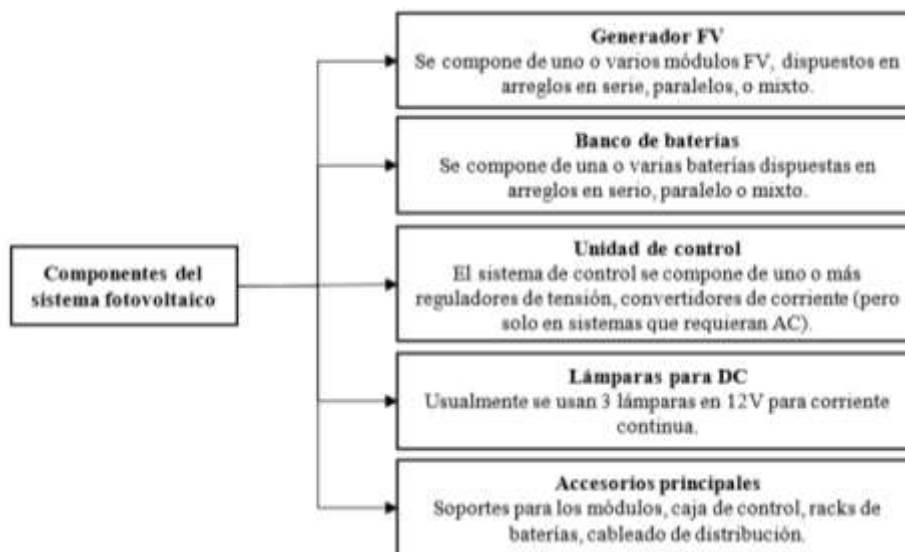 Generador FV
Se compone de uno o varios módulos FV, dispuestos en
arreglos en serie, paralelos, o mixto.
Banco de baterías
Se compone de una o varias baterías dispuestas en
arreglos en serio, paralelo o mixto.
Componentes del
sistema fotovoltaico
Unidad de control
El sistema de control se compone de uno o más
reguladores de tensión, convertidores de corriente (pero
solo en sistemas que requieran AC).
Lámparas para DC
Usualmente se usan 3 lámparas en 12V para corriente
continua.
Accesorios principales
Soportes para los módulos, caja de control, racks de
baterías, cableado de distribución.